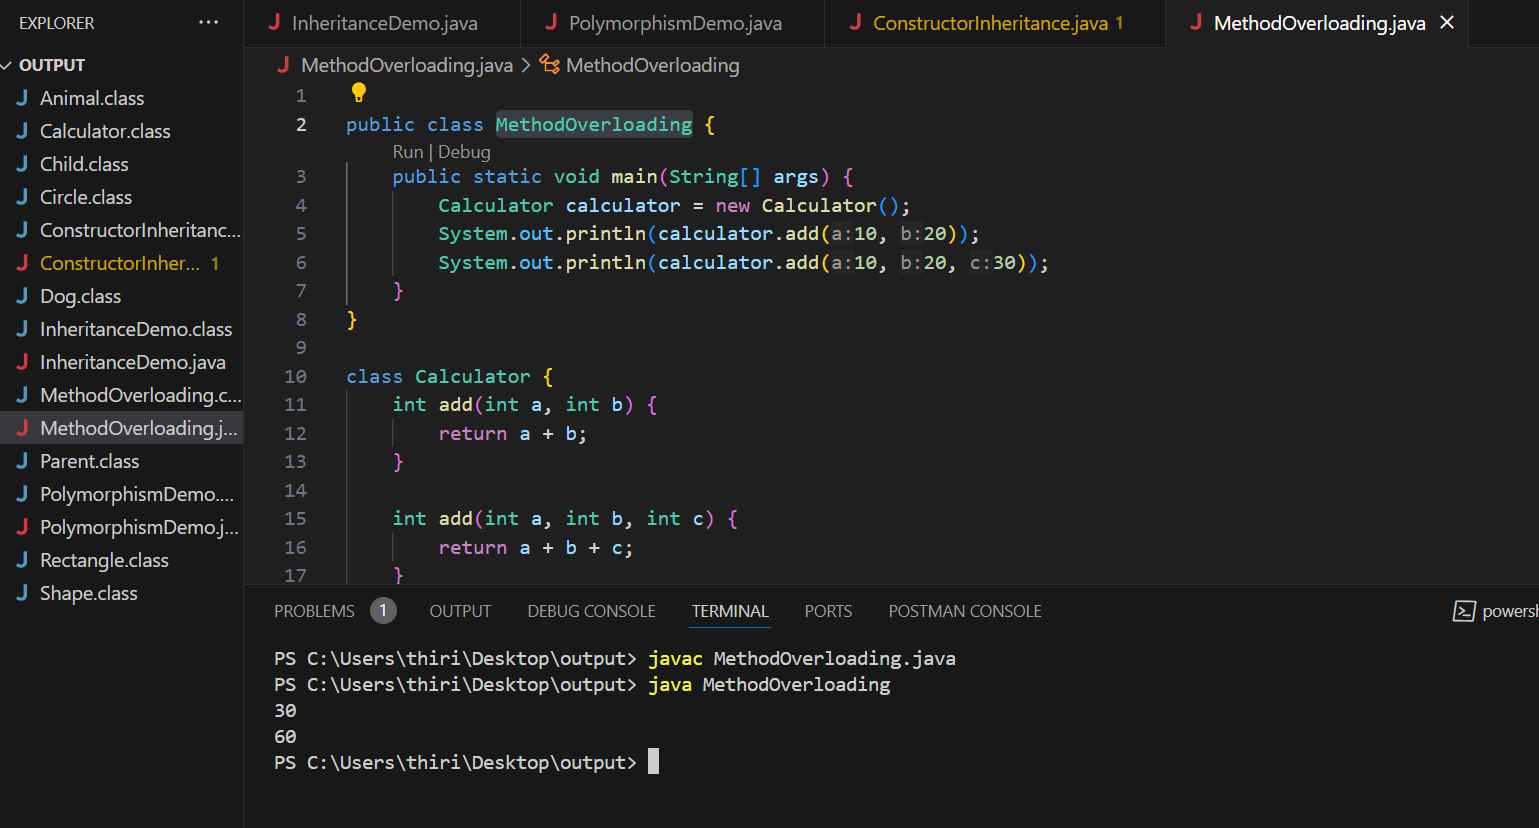 EXPLORER
···
OUTPUT
Animal.class
Calculator.class
Child.class
Circle.class
ConstructorInheritanc...
ConstructorInher... 1
Dog.class
InheritanceDemo.class
InheritanceDemo.java
MethodOverloading.c...
MethodOverloading.j...
Parent.class
PolymorphismDemo....
PolymorphismDemo.j...
Rectangle.class
Shape.class
InheritanceDemo.java PolymorphismDemo.java ConstructorInheritance.java 1 MethodOverloading.java
MethodOverloading.java > MethodOverloading
1
2 public class MethodOverloading {
Run | Debug
3 public static void main(String[] args) {
4 Calculator calculator = new Calculator();
5 System.out.println(calculator.add(a:10, b:20));
6 System.out.println(calculator.add(a:10, b:20, c:30));
7 }
8 }
9
10 class Calculator {
11 int add(int a, int b) {
12 return a + b;
13 }
14
15 int add(int a, int b, int c) {
16 return a + b + c;
17 }
PROBLEMS 1 OUTPUT DEBUG CONSOLE TERMINAL PORTS POSTMAN CONSOLE powersh
PS C:\Users\thiri\Desktop\output> javac MethodOverloading.java
PS C:\Users\thiri\Desktop\output> java MethodOverloading
30
60
PS C:\Users\thiri\Desktop\output>